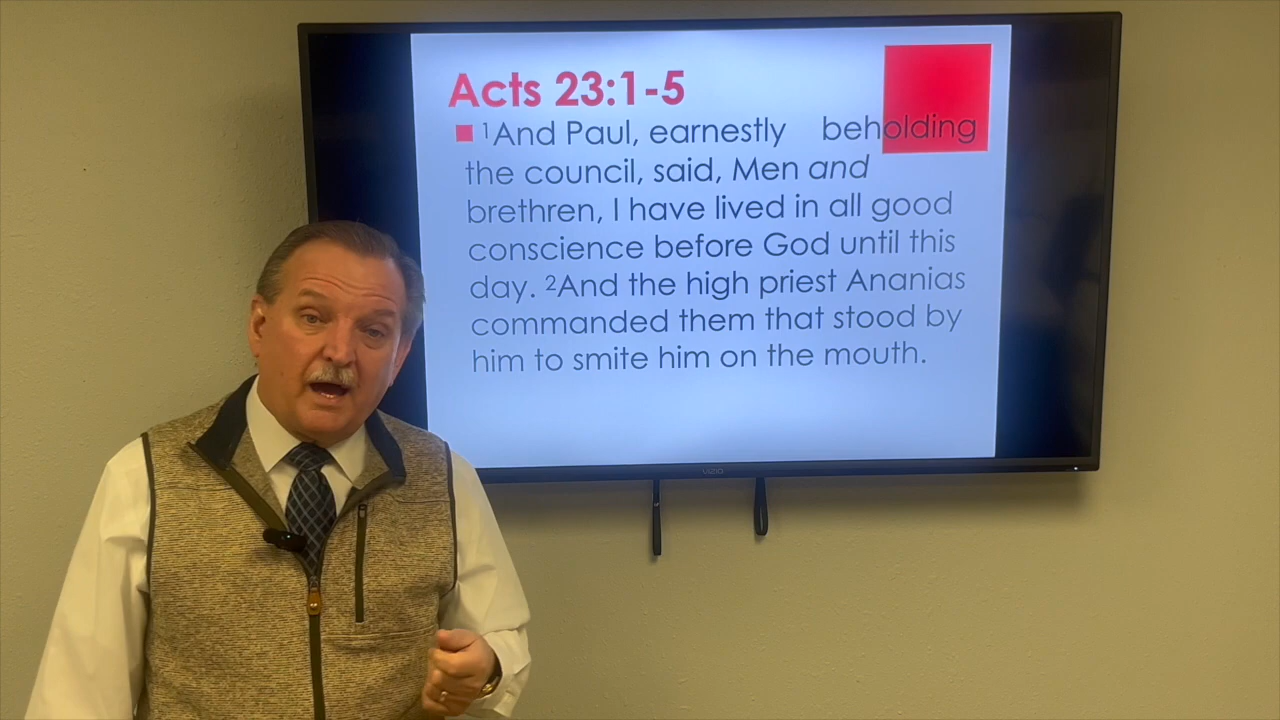 Acts 23:1-5
¹And Paul, earnestly beholding
the council, said, Men and
brethren, I have lived in all good
conscience before God until this
day. ²And the high priest Ananias
commanded them that stood by
him to smite him on the mouth.
VIZIO